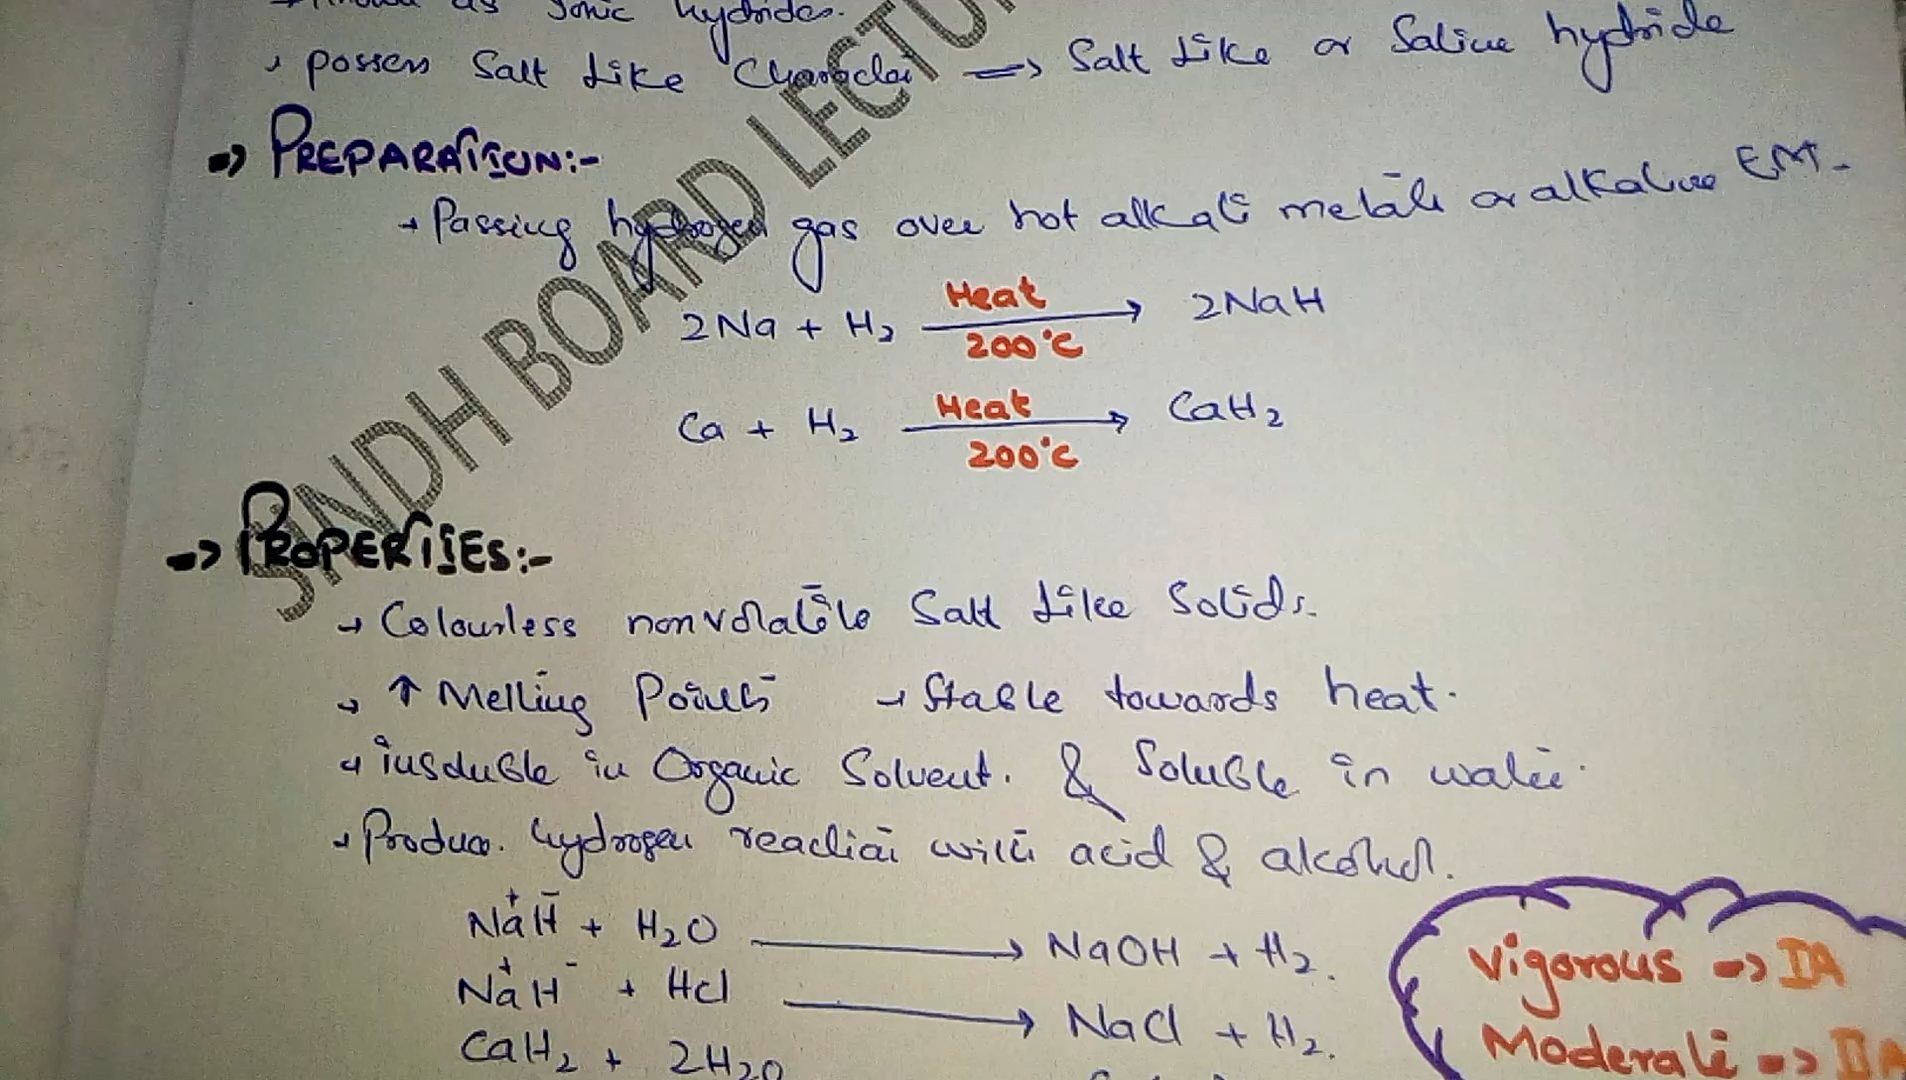 as Ionic hydrides.
Possess Salt Like Character => Salt Like or Saline hydride
=> PREPARATION:-
→ Passing hydrogen gas over hot alkali metals or alkaline E.M.
2Na + H₂ Heat 200°C → 2NaH
Ca + H₂ Heat 200°C → CaH₂
=> PROPERTIES:-
→ Colourless nonvolatile Salt Like Solids.
→ ↑ Melting Points → Stable towards heat.
→ insoluble in Organic Solvent. & Soluble in water.
→ Produce. hydrogen reaction with acid & alcohol.
Na⁺H⁻ + H₂O → NaOH + H₂.
Na⁺H⁻ + HCl → NaCl + H₂.
CaH₂ + 2H₂O
Vigorous => IA
Moderate => IIA
SINDH BOARD LECTU